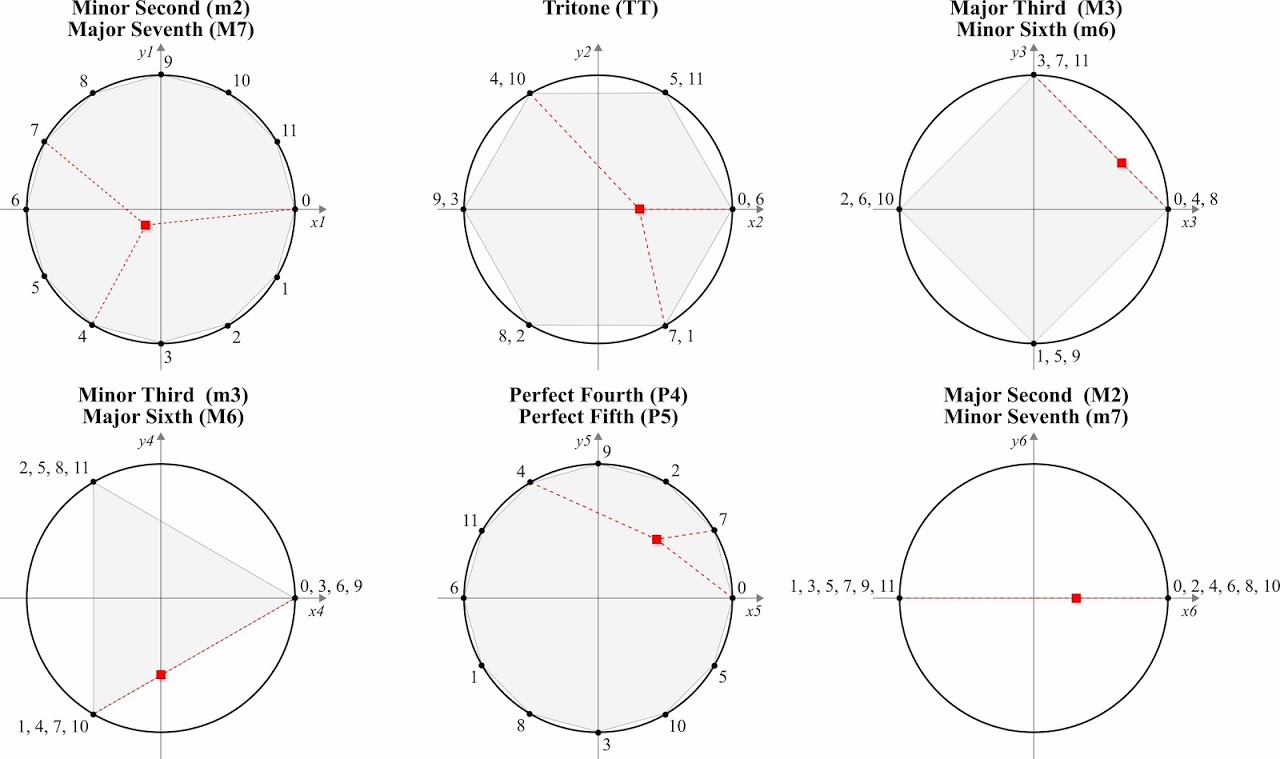 Minor Second (m2)
Major Seventh (M7)
y1
9
8
10
7
11
6
0
x1
5
1
4
2
3
Tritone (TT)
y2
4, 10
5, 11
9, 3
0, 6
x2
8, 2
7, 1
Major Third (M3)
Minor Sixth (m6)
y3
3, 7, 11
2, 6, 10
0, 4, 8
x3
1, 5, 9
Minor Third (m3)
Major Sixth (M6)
y4
2, 5, 8, 11
0, 3, 6, 9
x4
1, 4, 7, 10
Perfect Fourth (P4)
Perfect Fifth (P5)
y5
9
4
2
11
7
6
0
x5
1
5
8
10
3
Major Second (M2)
Minor Seventh (m7)
y6
1, 3, 5, 7, 9, 11
0, 2, 4, 6, 8, 10
x6